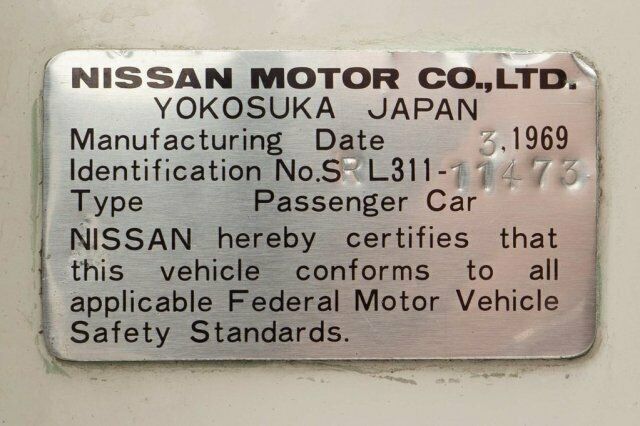 NISSAN MOTOR CO.,LTD.
YOKOSUKA JAPAN
Manufacturing Date 3.1969
Identification No.SRL311-11473
Type Passenger Car
NISSAN hereby certifies that
this vehicle conforms to all
applicable Federal Motor Vehicle
Safety Standards.